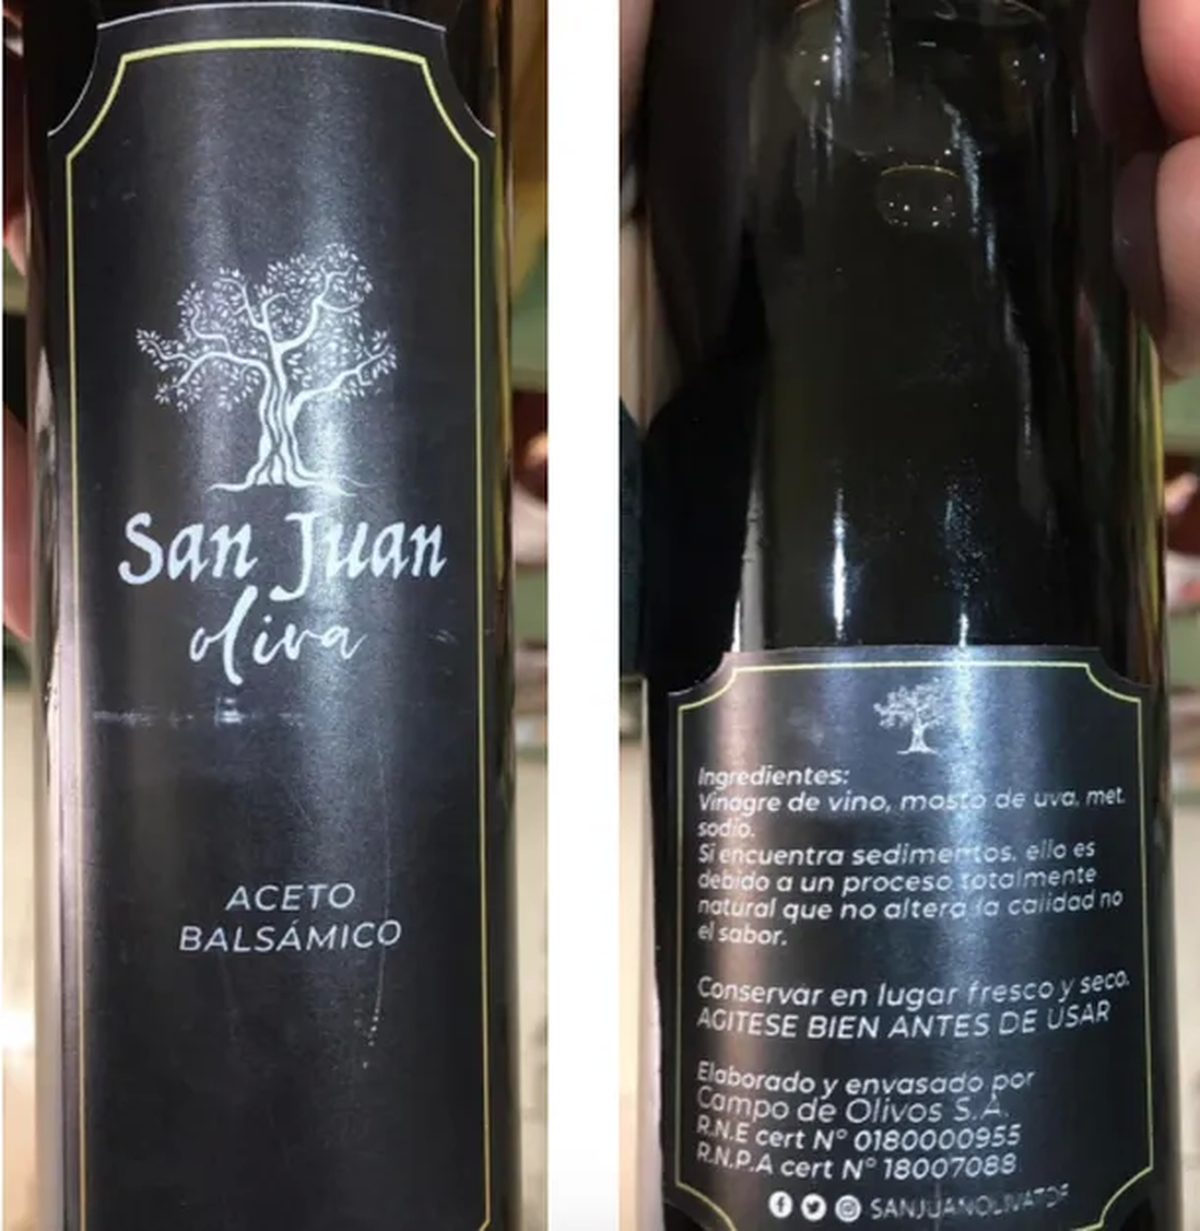 San Juan
oliva
ACETO
BALSÁMICO
Ingredientes:
Vinagre de vino, mosto de uva, met.
sodio.
Si encuentra sedimentos, ello es
debido a un proceso totalmente
natural que no altera la calidad no
el sabor.
Conservar en lugar fresco y seco.
AGITESE BIEN ANTES DE USAR
Elaborado y envasado por
Campo de Olivos S.A.
R.N.E cert N° 0180000955
R.N.P.A cert N° 18007088
SANJUANOLIVATDF